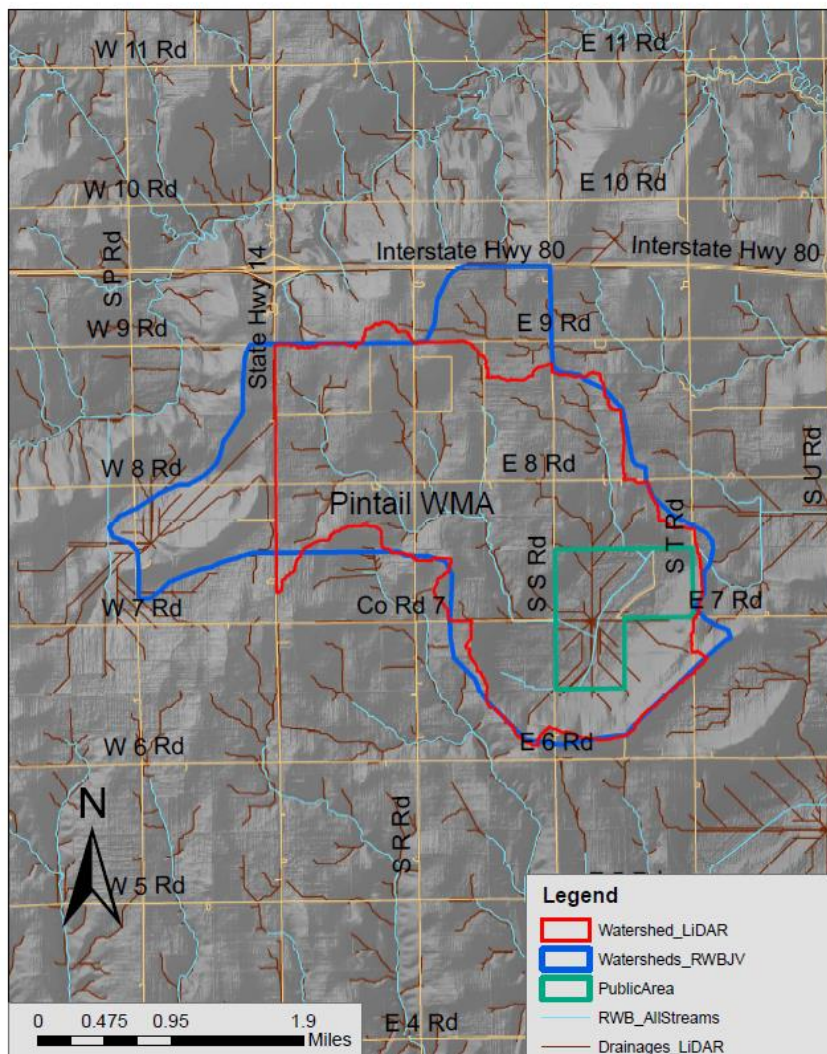 W 11 Rd
E 11 Rd
W 10 Rd
E 10 Rd
S P Rd
State Hwy 14
Interstate Hwy 80
Interstate Hwy 80
W 9 Rd
E 9 Rd
W 8 Rd
E 8 Rd
S U Rd
Pintail WMA
S S Rd
S T Rd
W 7 Rd
Co Rd 7
E 7 Rd
W 6 Rd
E 6 Rd
N
S R Rd
W 5 Rd
E 4 Rd
0 0.475 0.95 1.9
Miles
Legend
Watershed_LiDAR
Watersheds_RWBJV
PublicArea
RWB_AllStreams
Drainages_LiDAR